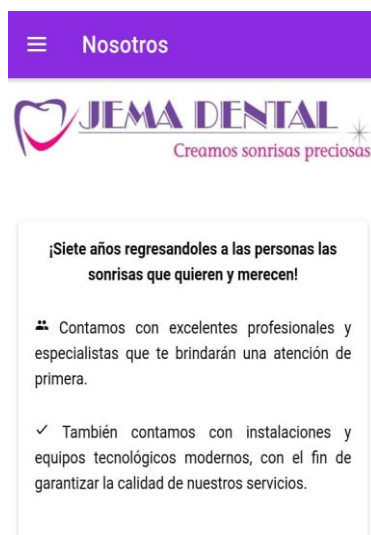 Nosotros
JEMA DENTAL
Creamos sonrisas preciosas
¡Siete años regresandoles a las personas las
sonrisas que quieren y merecen!
Contamos con excelentes profesionales y
especialistas que te brindarán una atención de
primera.
También contamos con instalaciones y
equipos tecnológicos modernos, con el fin de
garantizar la calidad de nuestros servicios.